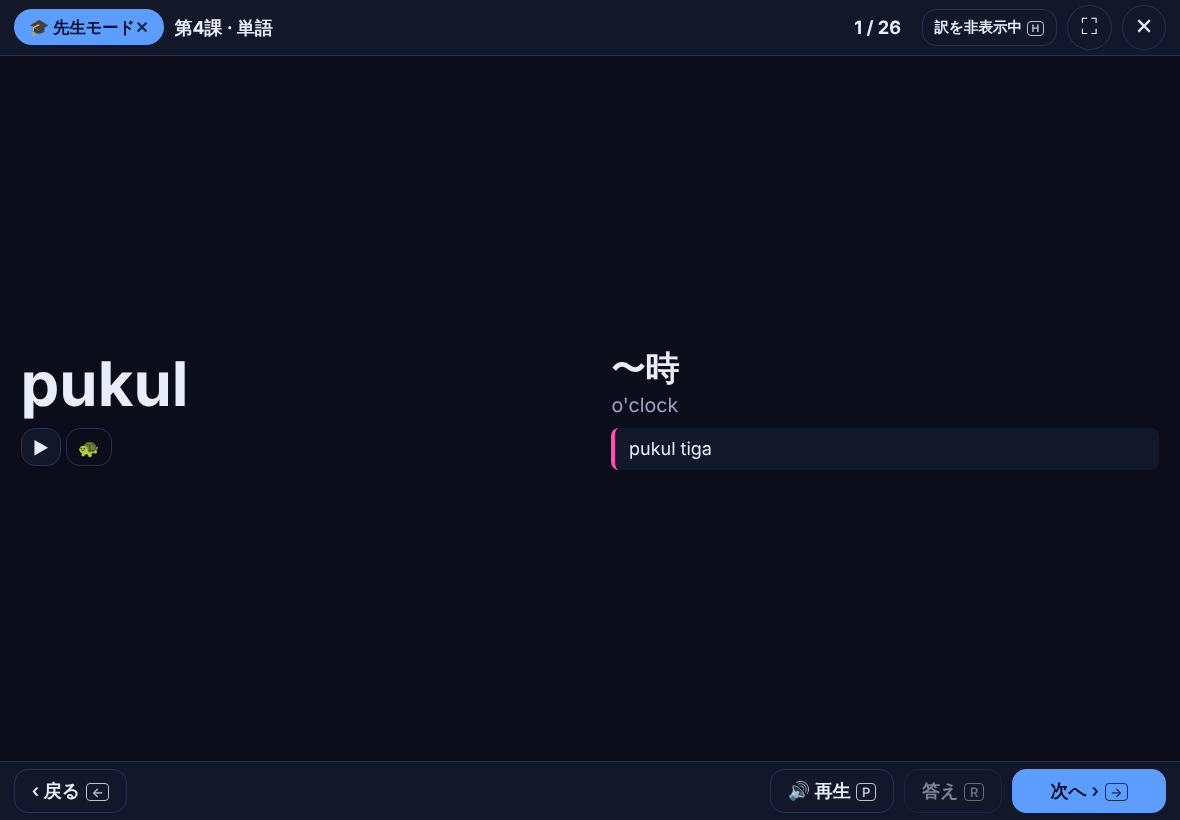 🎓 先生モード✕
第4課 · 単語
1 / 26
訳を非表示中 H
✕
pukul
▶ 🐢
〜時
o'clock
pukul tiga
‹ 戻る ←
🔊 再生 P
答え R
次へ › →